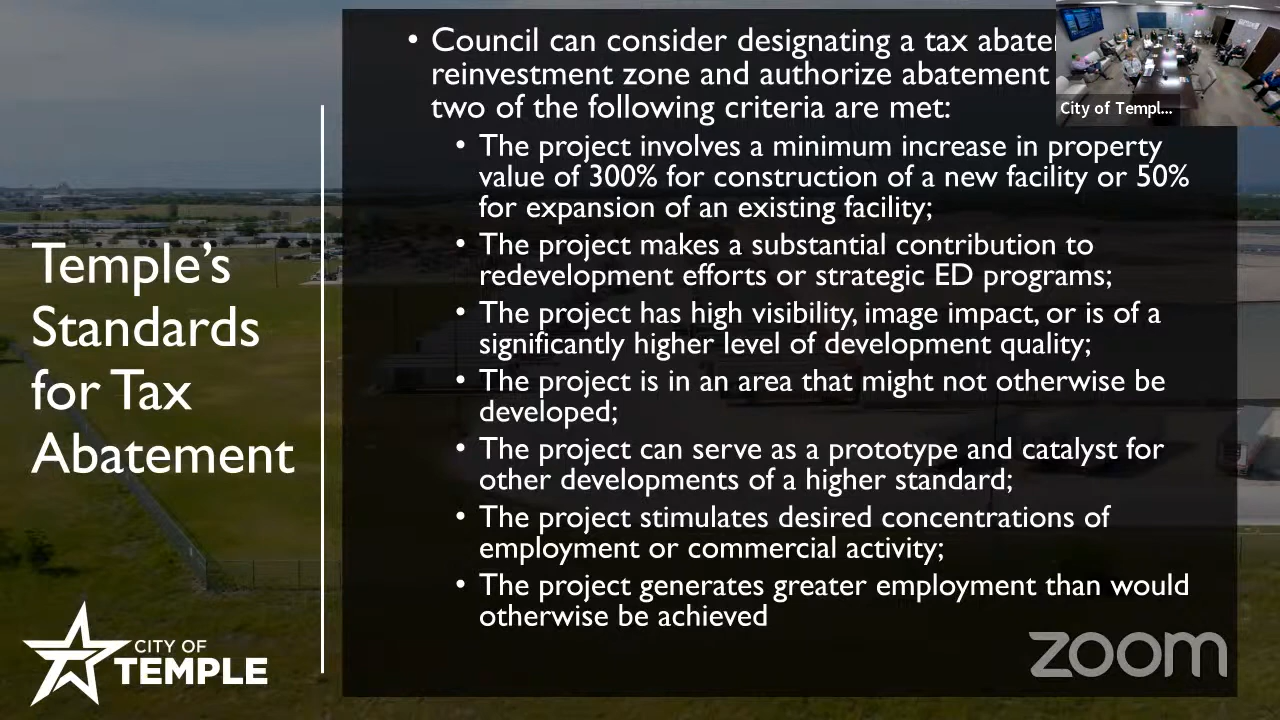 Temple's
Standards
for Tax
Abatement
• Council can consider designating a tax
reinvestment zone and authorize abatement
two of the following criteria are met:
• The project involves a minimum increase in property
value of 300% for construction of a new facility or 50%
for expansion of an existing facility;
• The project makes a substantial contribution to
redevelopment efforts or strategic ED programs;
• The project has high visibility, image impact, or is of a
significantly higher level of development quality;
• The project is in an area that might not otherwise be
developed;
• The project can serve as a prototype and catalyst for
other developments of a higher standard;
• The project stimulates desired concentrations of
employment or commercial activity;
• The project generates greater employment than would
otherwise be achieved
City of Templ...
CITY OF
TEMPLE
zoom